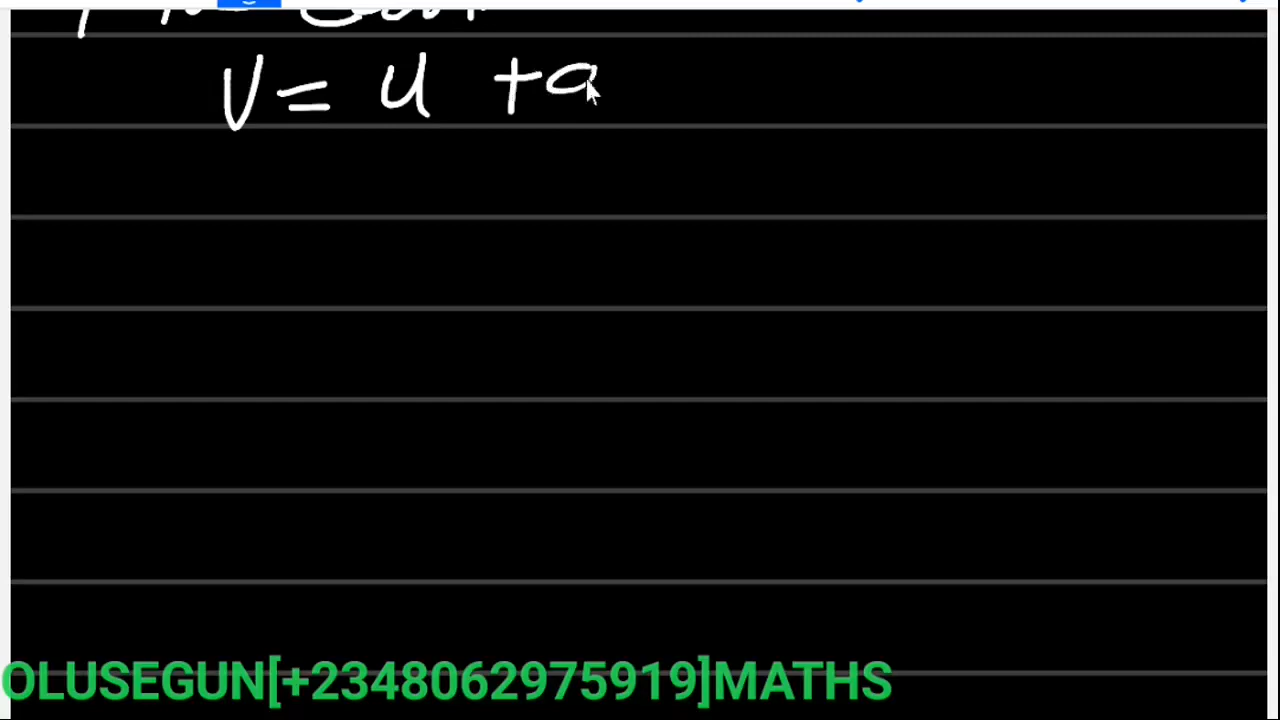 V = u + a
OLUSEGUN[+2348062975919]MATHS